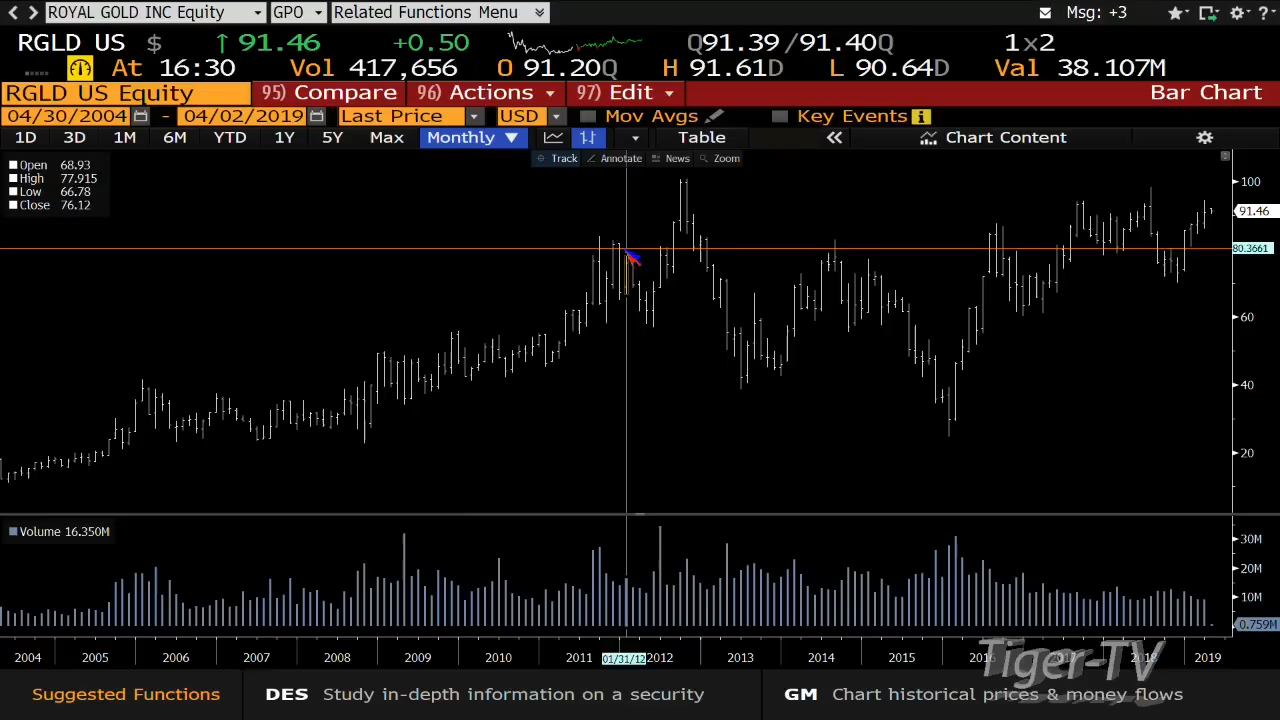 ROYAL GOLD INC Equity GPO Related Functions Menu Msg: +3
RGLD US $ ↑ 91.46 +0.50 Q91.39 /91.40Q 1x2
At 16:30 Vol 417,656 O 91.20Q H 91.61D L 90.64D Val 38.107M
RGLD US Equity 95) Compare 96) Actions 97) Edit Bar Chart
04/30/2004 - 04/02/2019 Last Price USD Mov Avgs Key Events i
1D 3D 1M 6M YTD 1Y 5Y Max Monthly ▼ Table « Chart Content
Track Annotate News Zoom
Open 68.93
High 77.915
Low 66.78
Close 76.12
100
91.46
80.3661
60
40
20
Volume 16.350M
30M
20M
10M
0.759M
2004 2005 2006 2007 2008 2009 2010 2011 01/31/12 2012 2013 2014 2015 2016 2017 2018 2019
Tiger-TV
Suggested Functions DES Study in-depth information on a security GM Chart historical prices & money flows